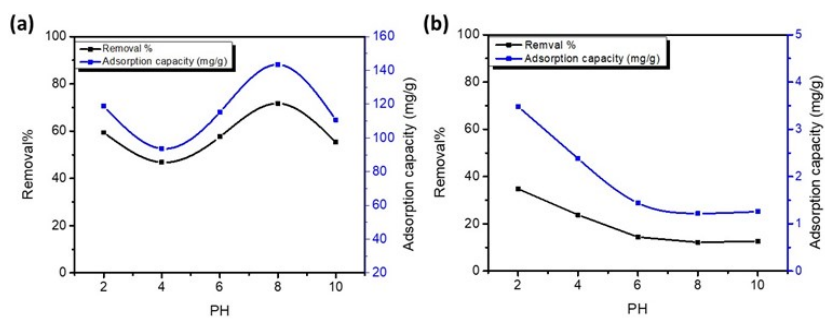 (a)
Removal %
Adsorption capacity (mg/g)
Removal%
100
80
60
40
20
0
160
140
120
100
80
60
40
20
Adsorption capacity (mg/g)
2 4 6 8 10
PH
(b)
Remval %
Adsorption capacity (mg/g)
Removal%
100
80
60
40
20
0
5
4
3
2
1
0
Adsorption capacity (mg/g)
2 4 6 8 10
PH